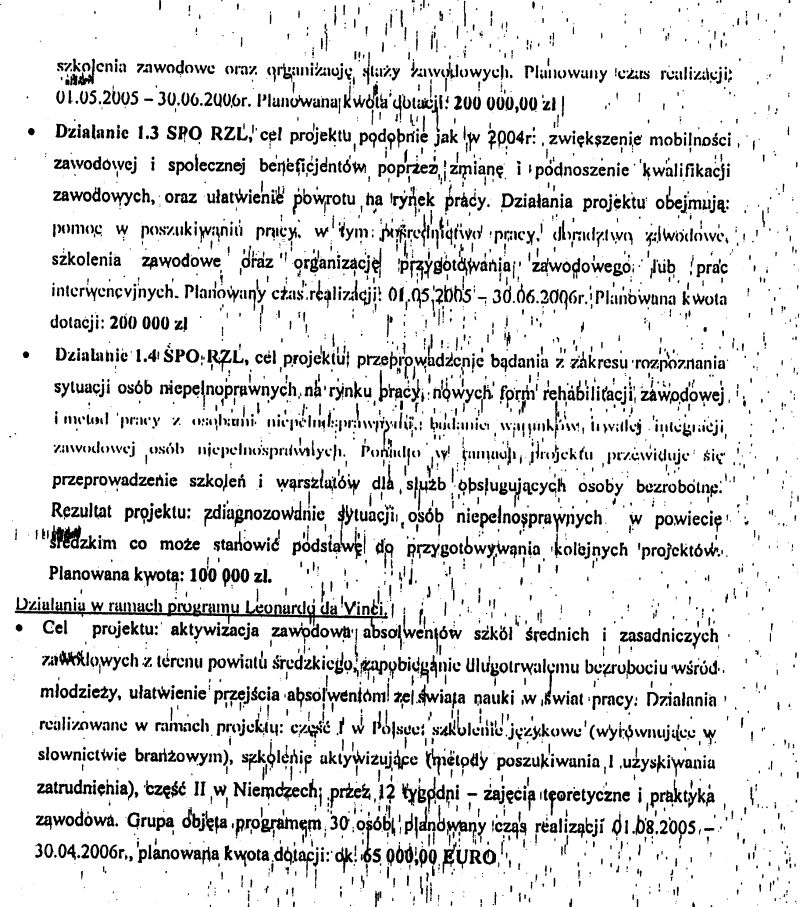 szkolenia zawodowe oraz organizację staży zawodowych. Planowany czas realizacji:
01.05.2005 – 30.06.2006r. Planowana kwota dotacji: 200 000,00 zł
• Działanie 1.3 SPO RZL, cel projektu podobnie jak w 2004r: zwiększenie mobilności
zawodowej i społecznej beneficjentów poprzez zmianę i podnoszenie kwalifikacji
zawodowych, oraz ułatwienie powrotu na rynek pracy. Działania projektu obejmują:
pomoc w poszukiwaniu pracy, w tym: pośrednictwo pracy, doradztwo zawodowe,
szkolenia zawodowe oraz organizację przygotowania zawodowego lub prac
interwencyjnych. Planowany czas realizacji: 01.05.2005 – 30.06.2006r. Planowana kwota
dotacji: 200 000 zł
• Działanie 1.4 SPO RZL, cel projektu: przeprowadzenie badania z zakresu rozpoznania
sytuacji osób niepełnoprawnych na rynku pracy, nowych form rehabilitacji zawodowej
i metod pracy z osobami niepełnosprawnymi, badanie warunków trwałej integracji
zawodowej osób niepełnosprawnych. Ponadto w ramach projektu przewiduje się
przeprowadzenie szkoleń i warsztatów dla służb obsługujących osoby bezrobotne.
Rezultat projektu: zdiagnozowanie sytuacji osób niepełnosprawnych w powiecie
średzkim co może stanowić podstawę do przygotowywania kolejnych projektów.
Planowana kwota: 100 000 zł.
Działania w ramach programu Leonardo da Vinci.
• Cel projektu: aktywizacja zawodowa absolwentów szkół średnich i zasadniczych
zawodowych z terenu powiatu średzkiego, zapobieganie długotrwałemu bezrobociu wśród
młodzieży, ułatwienie przejścia absolwentom ze świata nauki w świat pracy. Działania
realizowane w ramach projektu: część I w Polsce: szkolenie językowe (wyrównujące w
słownictwie branżowym), szkolenie aktywizujące (metody poszukiwania i uzyskiwania
zatrudnienia), część II w Niemczech: przez 12 tygodni – zajęcia teoretyczne i praktyka
zawodowa. Grupa objęta programem 30 osób, planowany czas realizacji 01.08.2005 –
30.04.2006r., planowana kwota dotacji: ok. 65 000,00 EURO